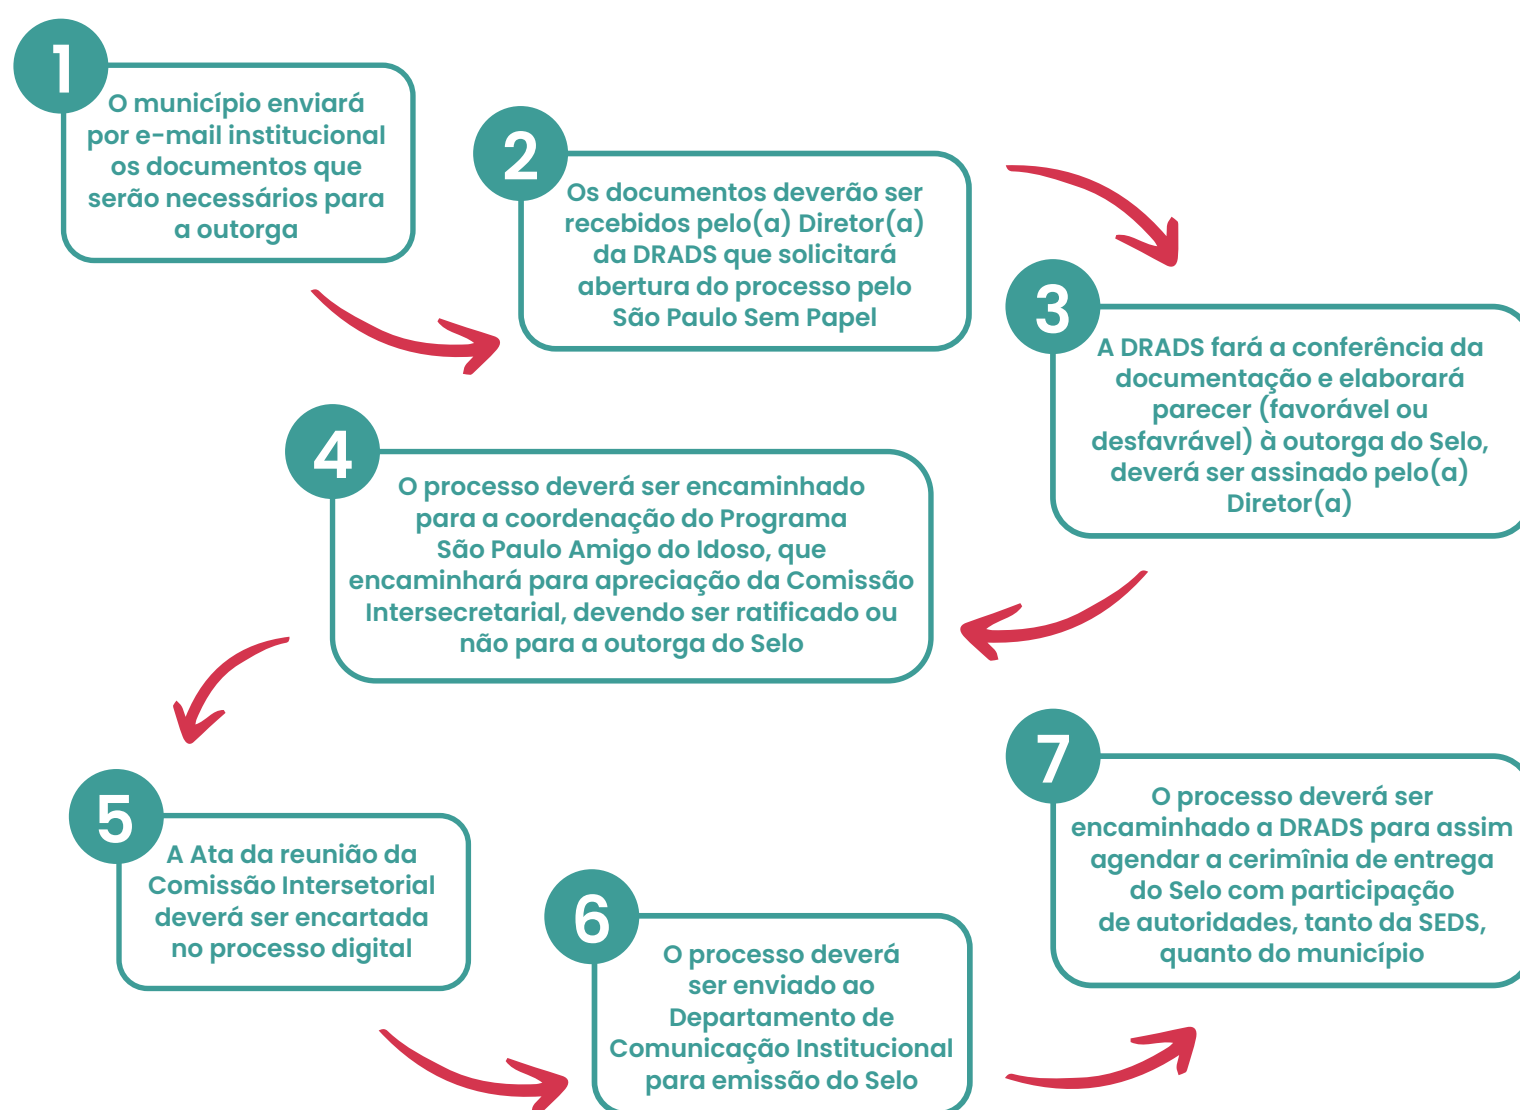 1
O município enviará
por e-mail institucional
os documentos que
serão necessários para
a outorga
2
Os documentos deverão ser
recebidos pelo(a) Diretor(a)
da DRADS que solicitará
abertura do processo pelo
São Paulo Sem Papel
3
A DRADS fará a conferência da
documentação e elaborará
parecer (favorável ou
desfavrável) à outorga do Selo,
deverá ser assinado pelo(a)
Diretor(a)
4
O processo deverá ser encaminhado
para a coordenação do Programa
São Paulo Amigo do Idoso, que
encaminhará para apreciação da Comissão
Intersecretarial, devendo ser ratificado ou
não para a outorga do Selo
5
A Ata da reunião da
Comissão Intersetorial
deverá ser encartada
no processo digital
6
O processo deverá
ser enviado ao
Departamento de
Comunicação Institucional
para emissão do Selo
7
O processo deverá ser
encaminhado a DRADS para assim
agendar a cerimínia de entrega
do Selo com participação
de autoridades, tanto da SEDS,
quanto do município